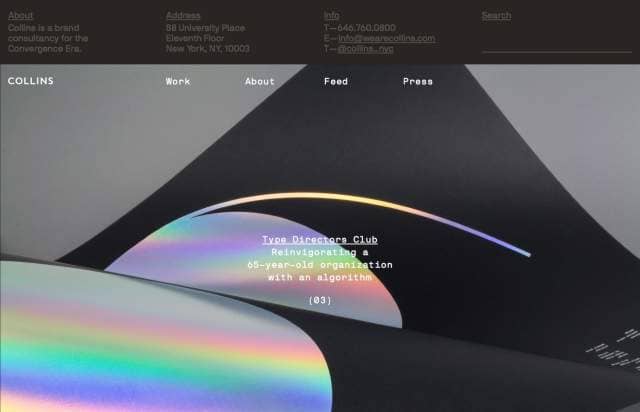 About
Collins is a brand
consultancy for the
Convergence Era.
Address
88 University Place
Eleventh Floor
New York, NY, 10003
Info
T—646.760.0800
E—info@wearecollins.com
T—@collins_nyc
Search
COLLINS
Work
About
Feed
Press
Type Directors Club
Reinvigorating a
65-year-old organization
with an algorithm
(03)